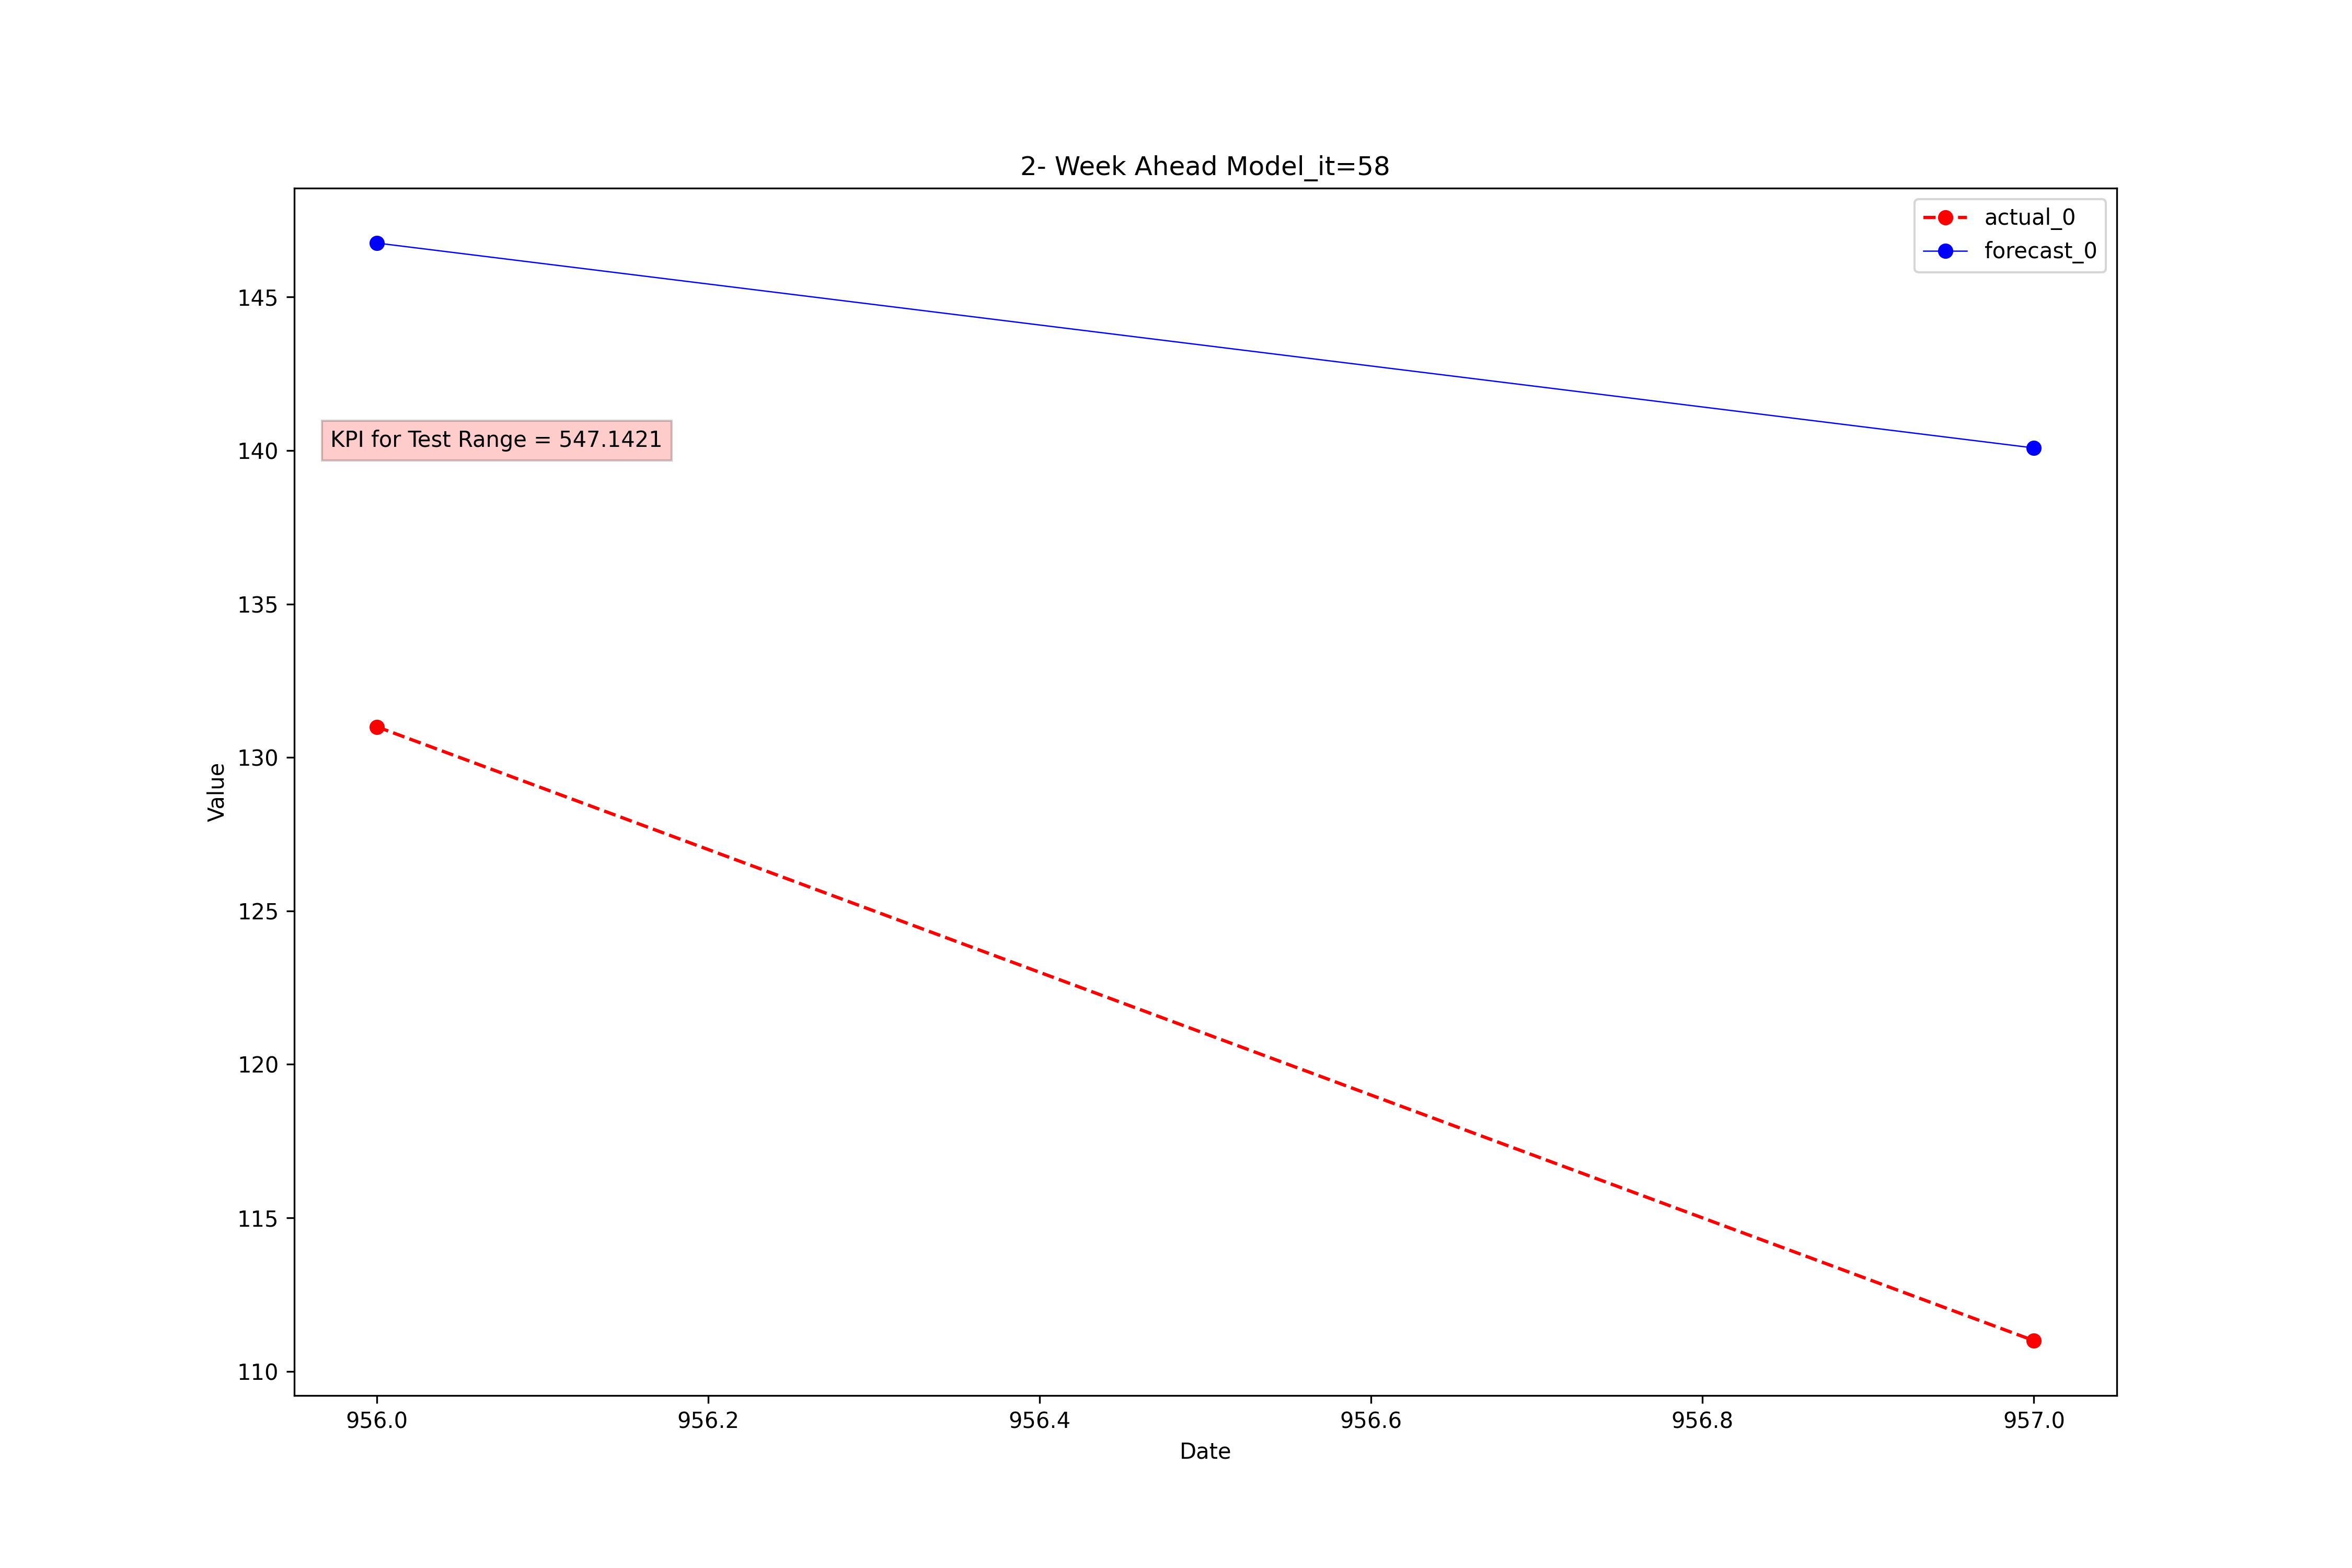 2- Week Ahead Model_it=58
actual_0
forecast_0
KPI for Test Range = 547.1421
Value
145
140
135
130
125
120
115
110
956.0
956.2
956.4
956.6
956.8
957.0
Date